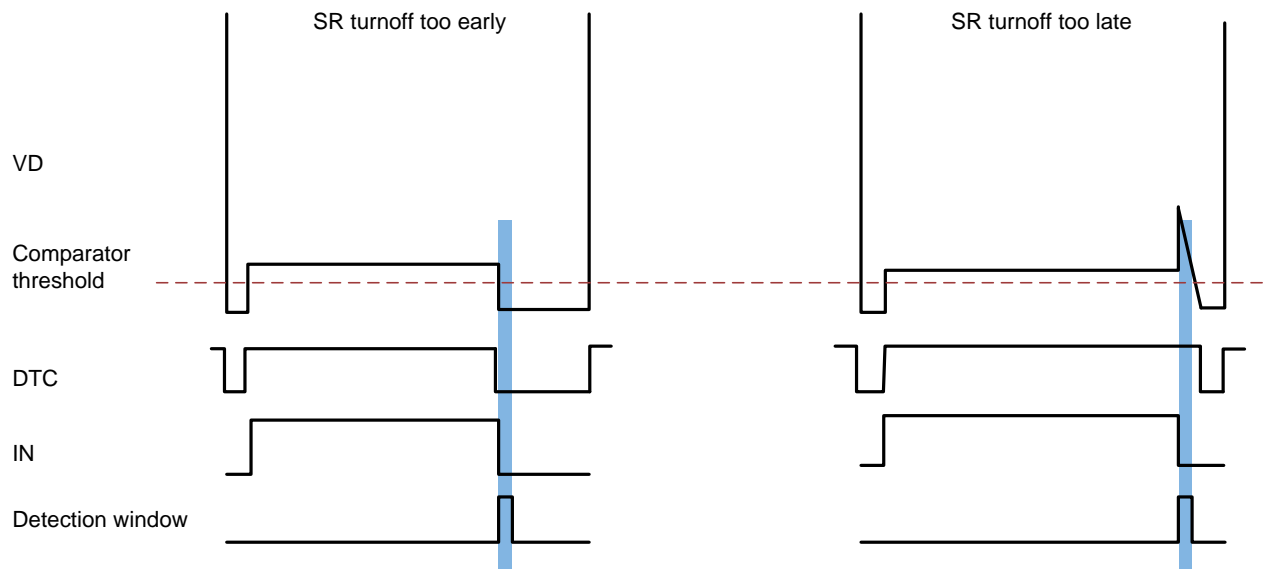 SR turnoff too early
SR turnoff too late
VD
Comparator
threshold
DTC
IN
Detection window